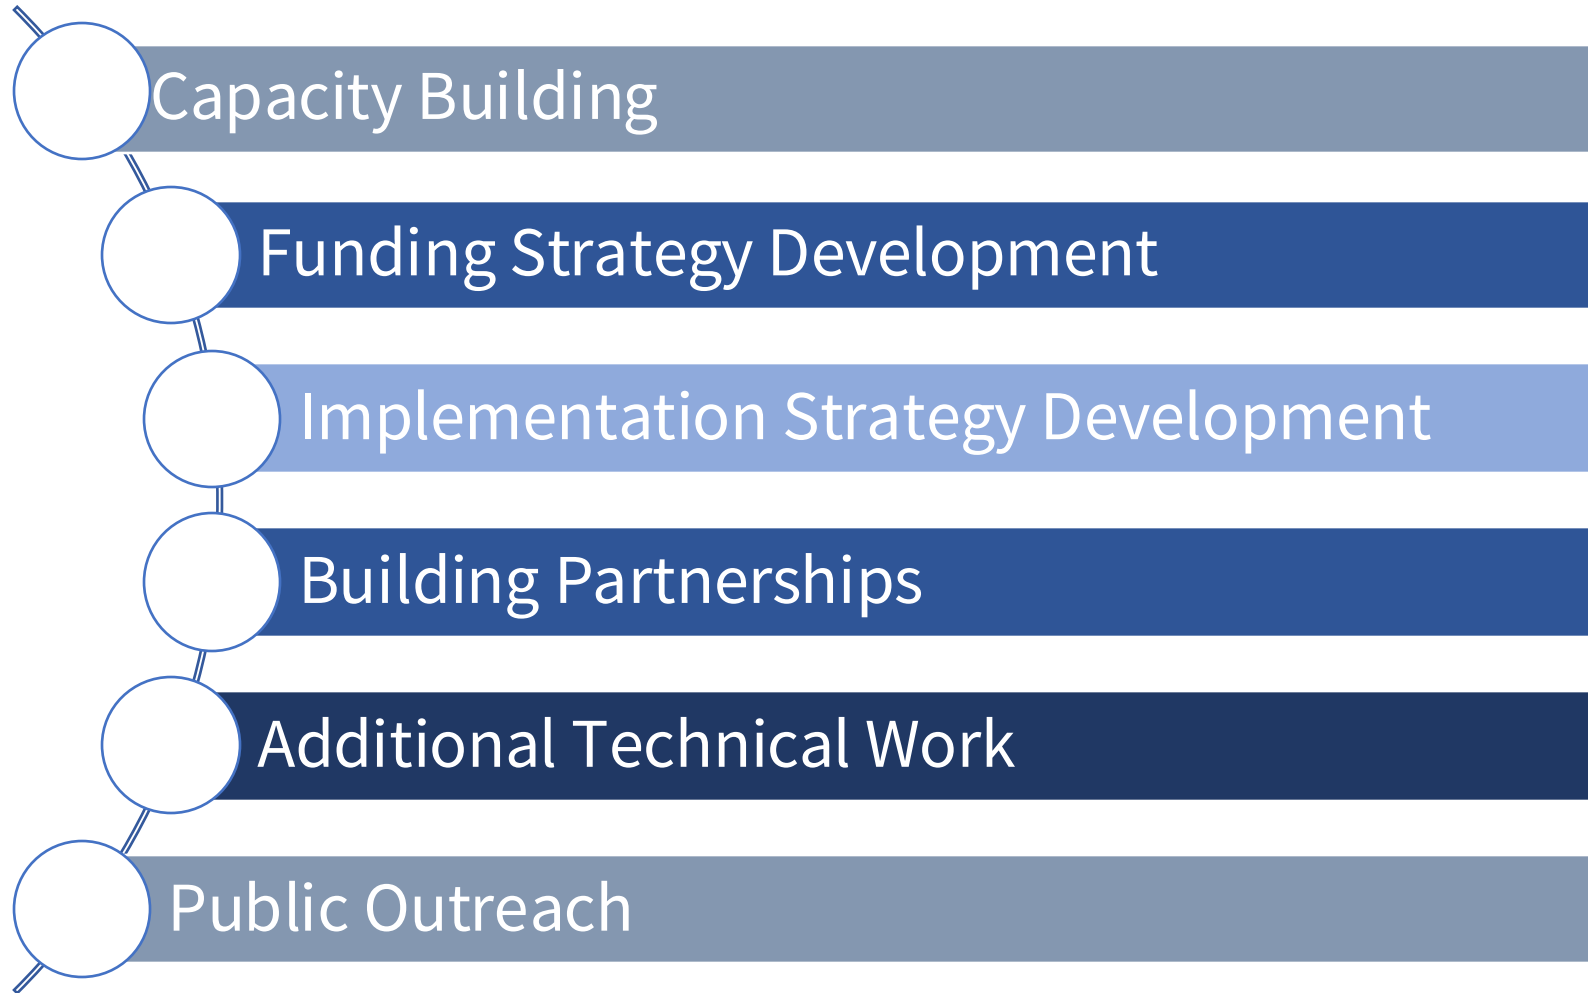 Capacity Building
Funding Strategy Development
Implementation Strategy Development
Building Partnerships
Additional Technical Work
Public Outreach